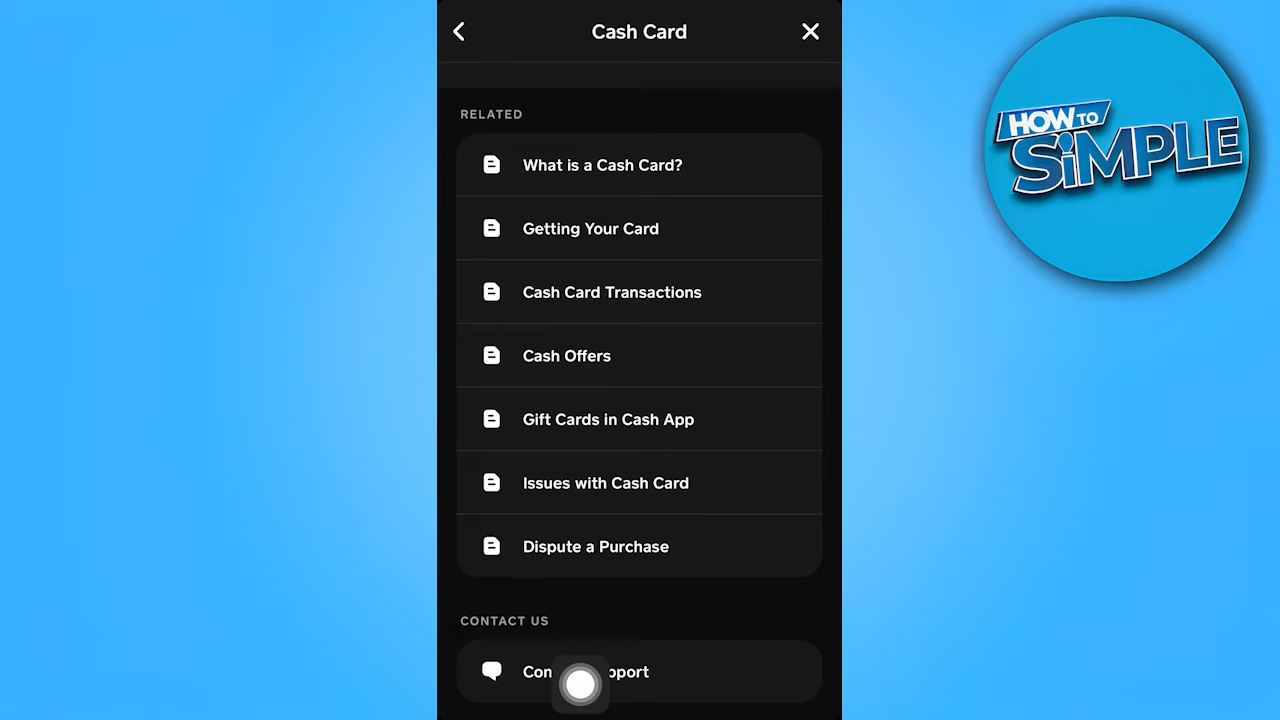 Cash Card
RELATED
What is a Cash Card?
Getting Your Card
Cash Card Transactions
Cash Offers
Gift Cards in Cash App
Issues with Cash Card
Dispute a Purchase
CONTACT US
HOW TO
SiMPLE